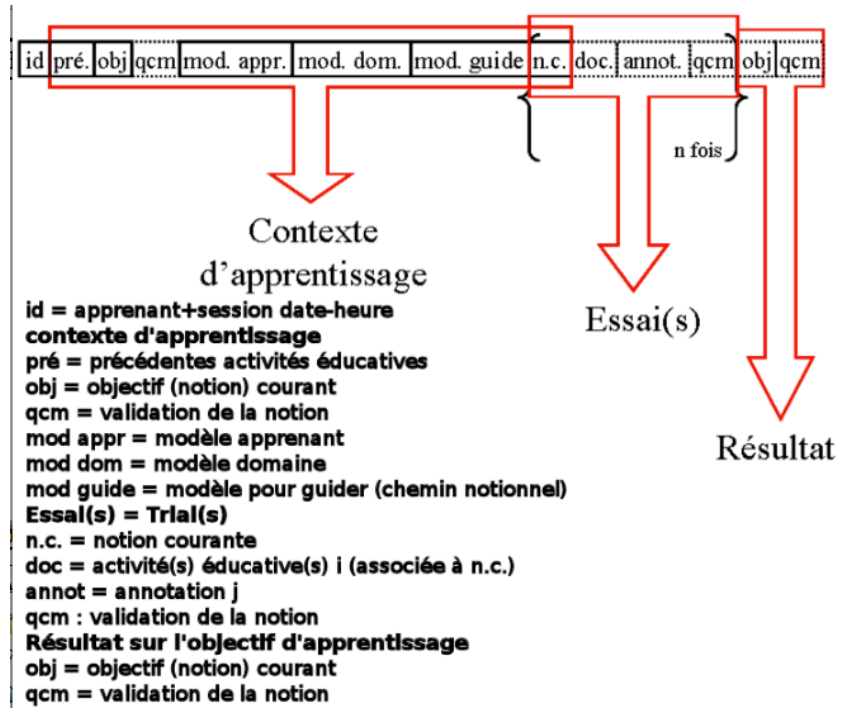 id pré. obj qcm mod. appr. mod. dom. mod. guide n.c. doc. annot. qcm obj qcm
n fois
Contexte
d'apprentissage
Essai(s)
Résultat
id = apprenant+session date-heure
contexte d'apprentissage
pré = précédentes activités éducatives
obj = objectif (notion) courant
qcm = validation de la notion
mod appr = modèle apprenant
mod dom = modèle domaine
mod guide = modèle pour guider (chemin notionnel)
Essai(s) = Trial(s)
n.c. = notion courante
doc = activité(s) éducative(s) i (associée à n.c.)
annot = annotation j
qcm : validation de la notion
Résultat sur l'objectif d'apprentissage
obj = objectif (notion) courant
qcm = validation de la notion